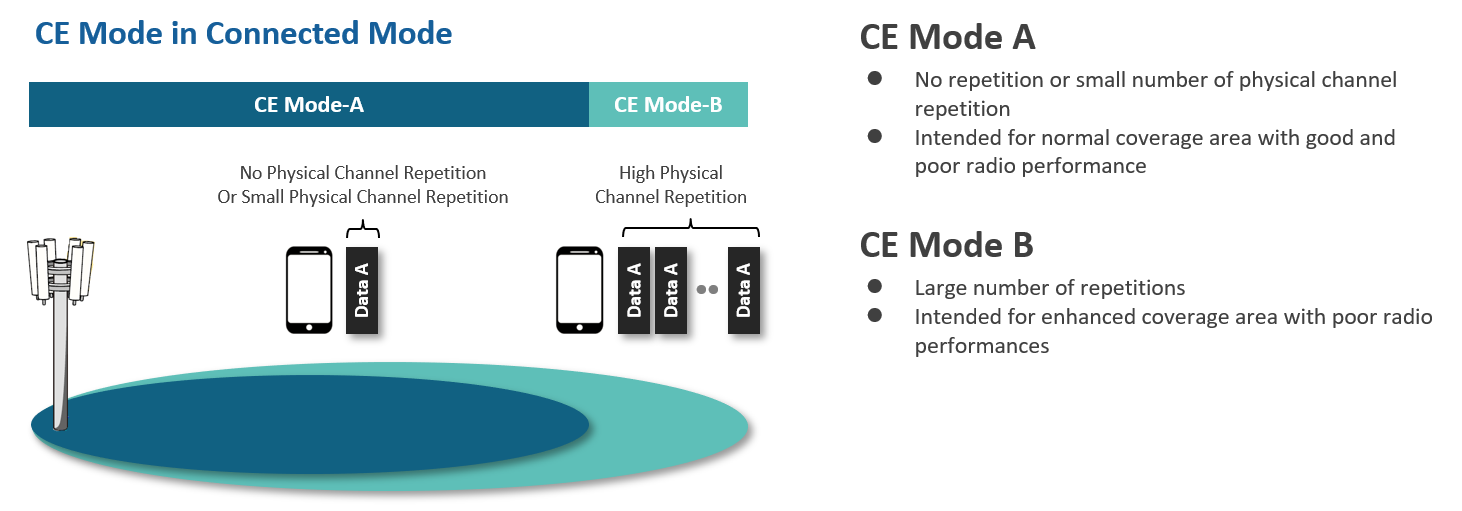 CE Mode in Connected Mode
CE Mode-A
CE Mode-B
No Physical Channel Repetition
Or Small Physical Channel Repetition
High Physical
Channel Repetition
Data A
Data A
Data A
Data A
CE Mode A
● No repetition or small number of physical channel
repetition
● Intended for normal coverage area with good and
poor radio performance
CE Mode B
● Large number of repetitions
● Intended for enhanced coverage area with poor radio
performances